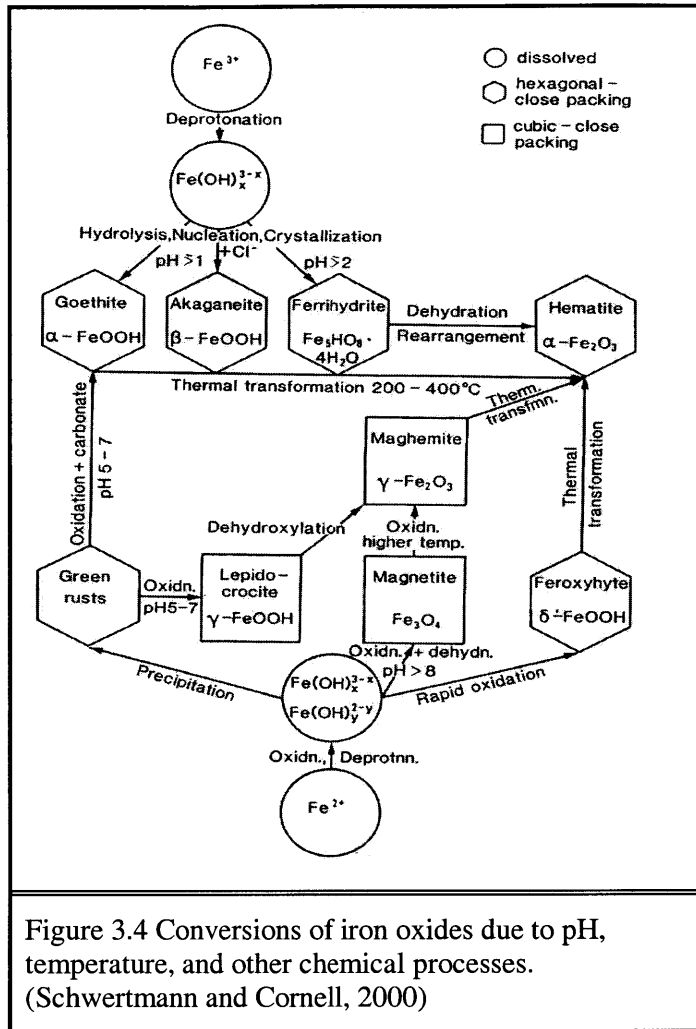 Fe³⁺
dissolved
hexagonal –
close packing
cubic – close
packing
Deprotonation
Fe(OH)ₓ³⁻ˣ
Hydrolysis,Nucleation,Crystallization
pH ≷1
+Cl⁻
pH ≷2
Goethite
α – FeOOH
Akaganeite
β – FeOOH
Ferrihydrite
Fe₅HO₈ ·
4H₂O
Dehydration
Rearrangement
Hematite
α – Fe₂O₃
Thermal transformation 200 – 400°C
Therm.
transfmn.
Oxidation + carbonate
pH 5 – 7
Maghemite
γ – Fe₂O₃
Thermal
transformation
Dehydroxylation
Oxidn.
higher temp.
Green
rusts
Oxidn.
pH5–7
Lepido–
crocite
γ – FeOOH
Magnetite
Fe₃O₄
Feroxyhyte
δ'–FeOOH
Oxidn. + dehydn.
pH > 8
Precipitation
Fe(OH)ₓ³⁻ˣ
Fe(OH)ᵧ²⁻ʸ
Rapid oxidation
Oxidn., Deprotnn.
Fe²⁺
Figure 3.4 Conversions of iron oxides due to pH,
temperature, and other chemical processes.
(Schwertmann and Cornell, 2000)